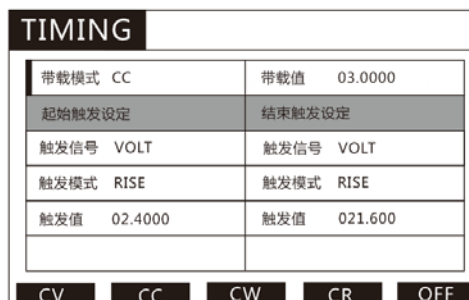 TIMING
带载模式 CC 带载值 03.0000
起始触发设定 结束触发设定
触发信号 VOLT 触发信号 VOLT
触发模式 RISE 触发模式 RISE
触发值 02.4000 触发值 021.600
CV CC CW CR OFF